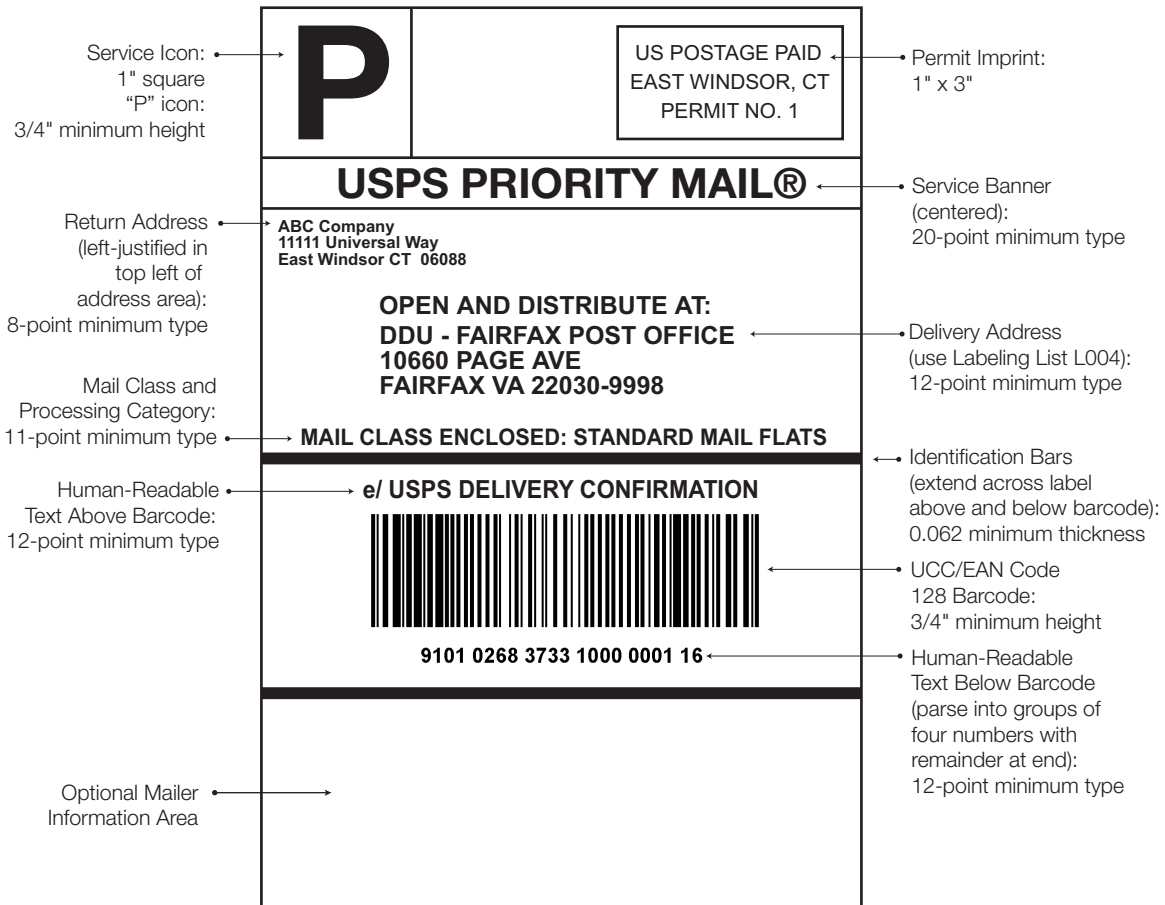 Service Icon:
1" square
“P” icon:
3/4" minimum height
P
US POSTAGE PAID
EAST WINDSOR, CT
PERMIT NO. 1
Permit Imprint:
1" x 3"
USPS PRIORITY MAIL®
Service Banner
(centered):
20-point minimum type
Return Address
(left-justified in
top left of
address area):
8-point minimum type
ABC Company
11111 Universal Way
East Windsor CT  06088
OPEN AND DISTRIBUTE AT:
DDU - FAIRFAX POST OFFICE
10660 PAGE AVE
FAIRFAX VA 22030-9998
Delivery Address
(use Labeling List L004):
12-point minimum type
Mail Class and
Processing Category:
11-point minimum type
MAIL CLASS ENCLOSED: STANDARD MAIL FLATS
Identification Bars
(extend across label
above and below barcode):
0.062 minimum thickness
Human-Readable
Text Above Barcode:
12-point minimum type
e/ USPS DELIVERY CONFIRMATION
UCC/EAN Code
128 Barcode:
3/4" minimum height
9101 0268 3733 1000 0001 16
Human-Readable
Text Below Barcode
(parse into groups of
four numbers with
remainder at end):
12-point minimum type
Optional Mailer
Information Area